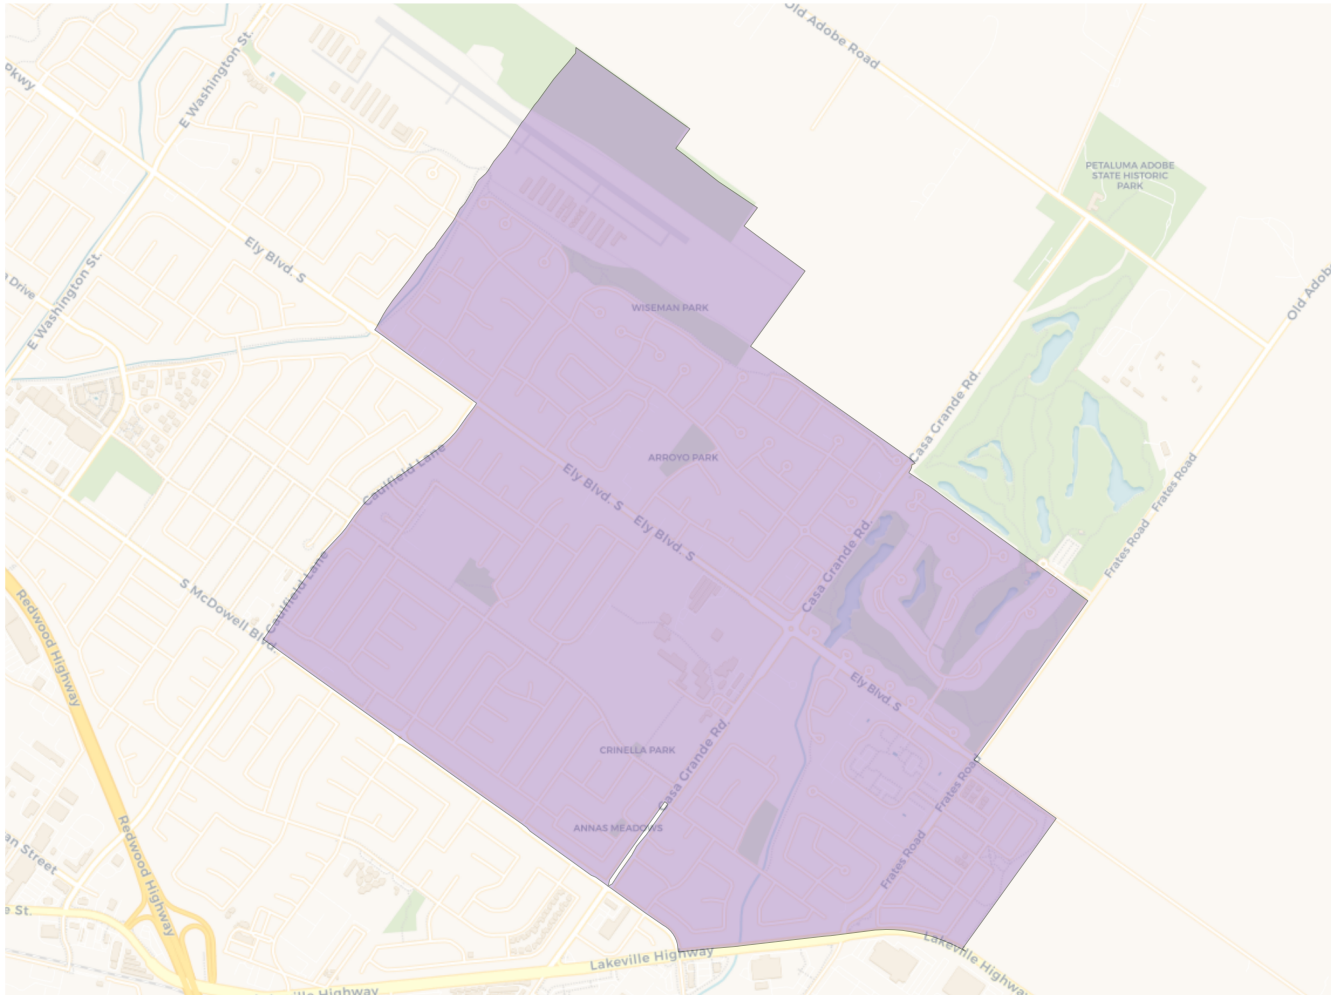 Old Adobe Road
E Washington St.
okwy
PETALUMA ADOBE
STATE HISTORIC
PARK
Ely Blvd. S
Drive
E Washington St.
Old Adobe
WISEMAN PARK
Casa Grande Rd.
Caulfield Lane
ARROYO PARK
Ely Blvd. S
Ely Blvd. S
Frates Road
Frates Road
Casa Grande Rd.
Caulfield Lane
S McDowell Blvd.
Redwood Highway
Ely Blvd. S
CRINELLA PARK
Casa Grande Rd.
Frates Road
ANNAS MEADOWS
Frates Road
Redwood Highway
an Street
e St.
Lakeville Highway
Lakeville Highway
ville Highway